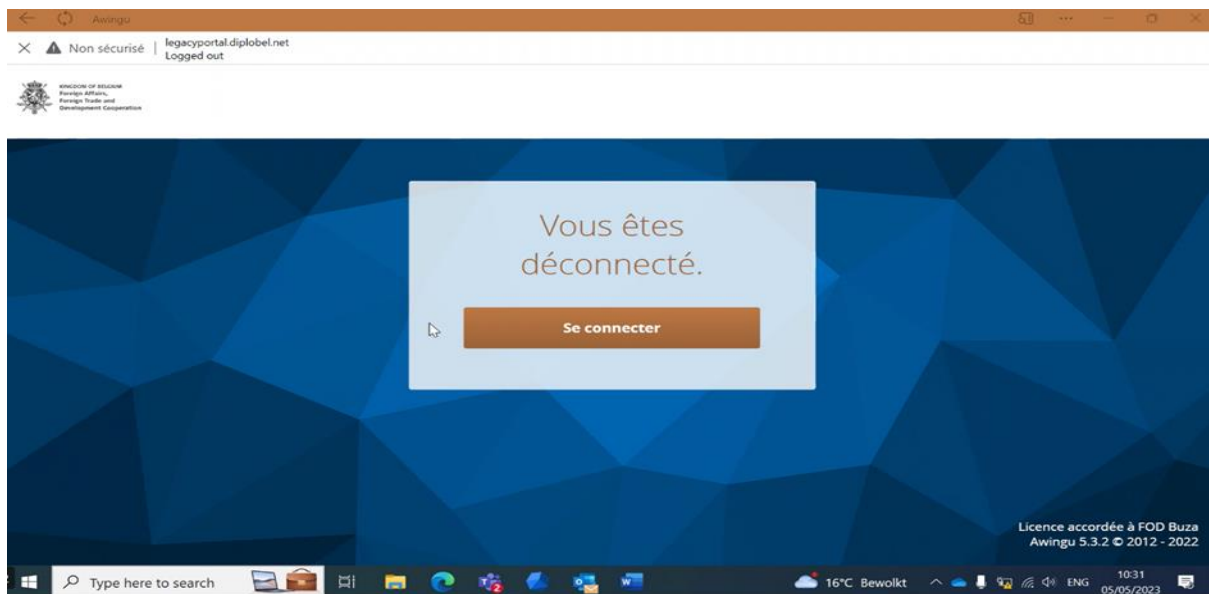 Awingu
Non sécurisé
legacyportal.diplobel.net
Logged out
KINGDOM OF BELGIUM
Foreign Affairs,
Foreign Trade and
Development Cooperation
Vous êtes
déconnecté.
Se connecter
Licence accordée à FOD Buza
Awingu 5.3.2 © 2012 - 2022
Type here to search
16°C Bewolkt
ENG
10:31
05/05/2023